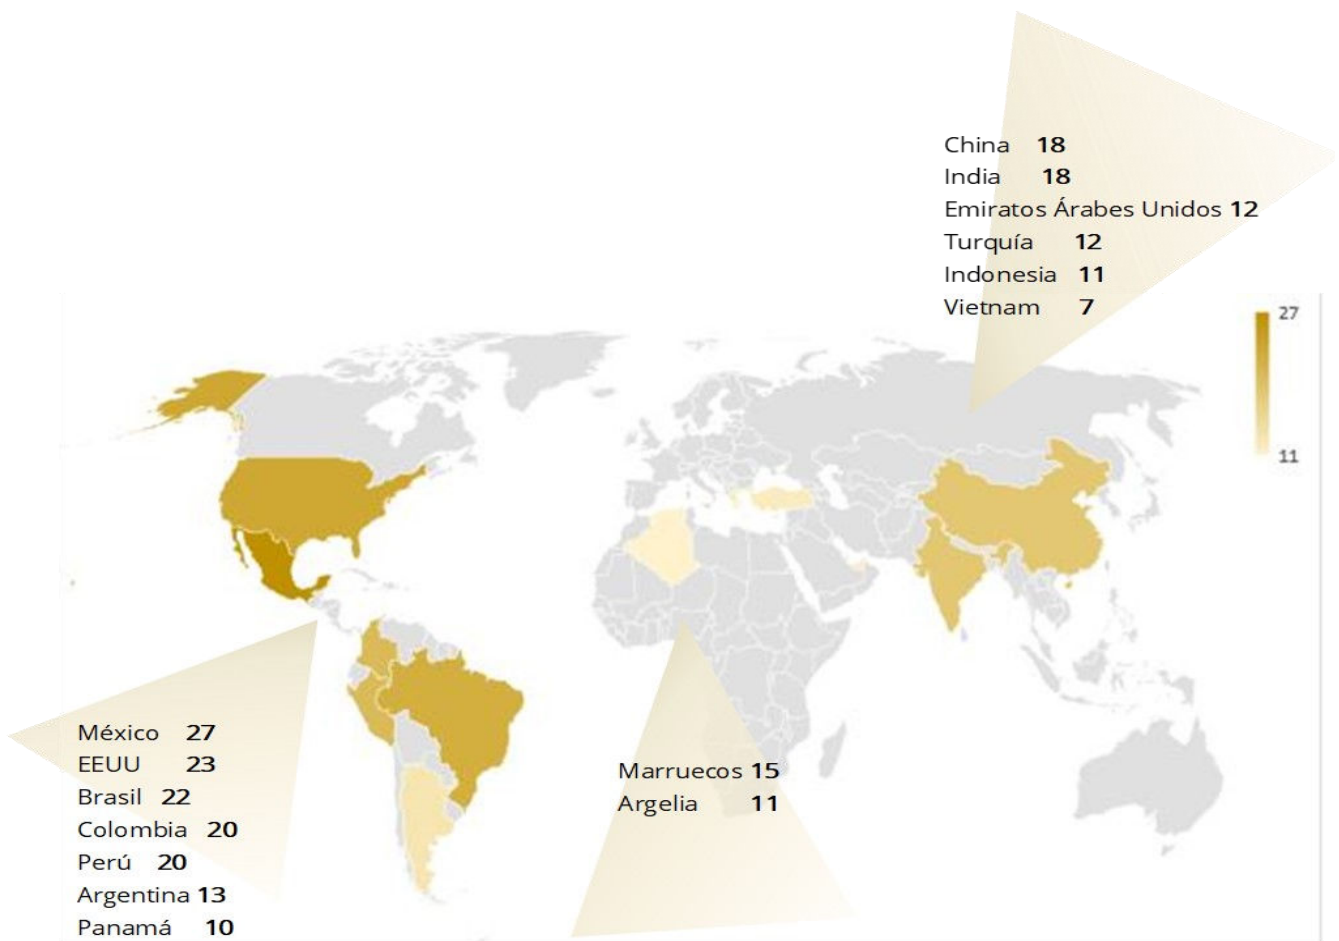 China 18
India 18
Emiratos Árabes Unidos 12
Turquía 12
Indonesia 11
Vietnam 7
27
11
México 27
EEUU 23
Brasil 22
Colombia 20
Perú 20
Argentina 13
Panamá 10
Marruecos 15
Argelia 11